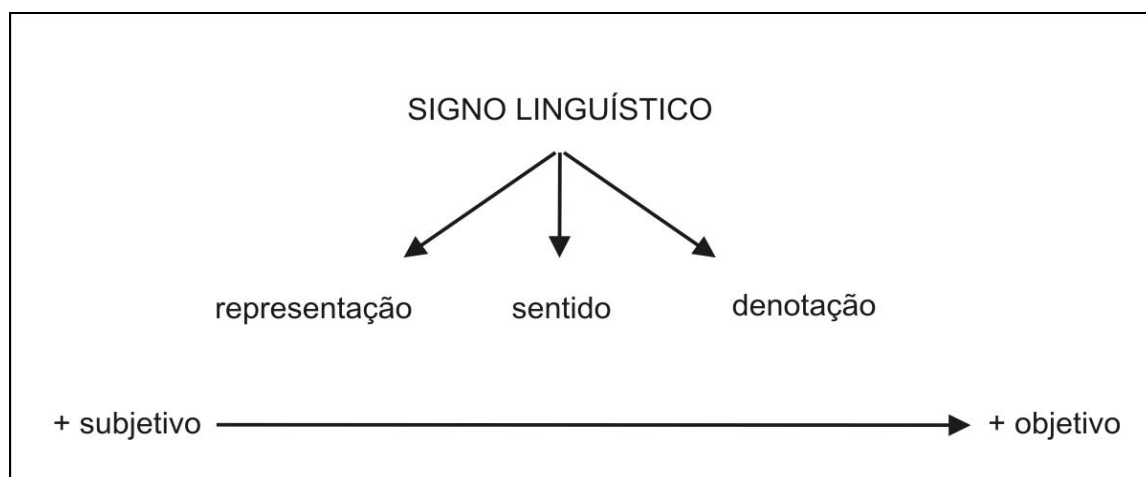 SIGNO LINGUÍSTICO
representação sentido denotação
+ subjetivo + objetivo